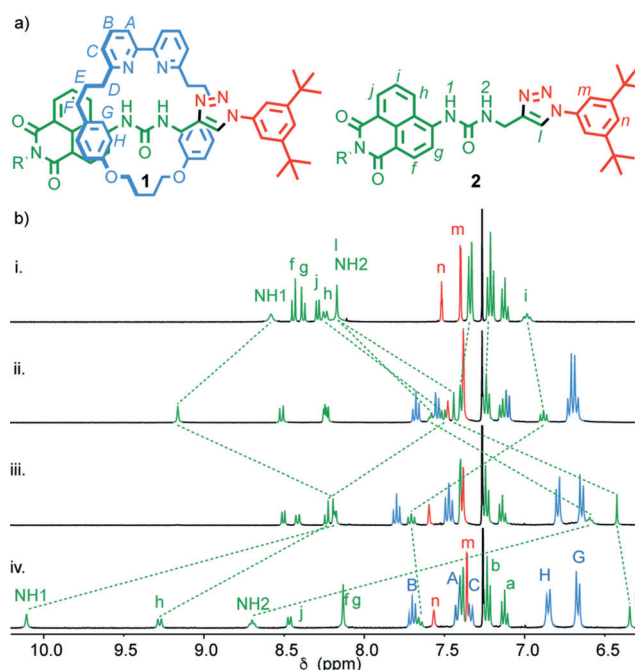 a)
B A
C
E
D
F
G
H
N N
N
N
N
H H
N N
O
O
N
R'
O
O O
1
j i
h
1 2
H H
N N
O
g
f
O
N
R'
O
N=N
N
l
m
n
2
b)
i.
NH1
f
g
j
h
l
NH2
n
m
i
ii.
iii.
iv.
NH1
h
NH2
j
f g
B
n
A
m
C
b
a
H
G
l
10.0 9.5 9.0 8.5 8.0 7.5 7.0 6.5
δ (ppm)